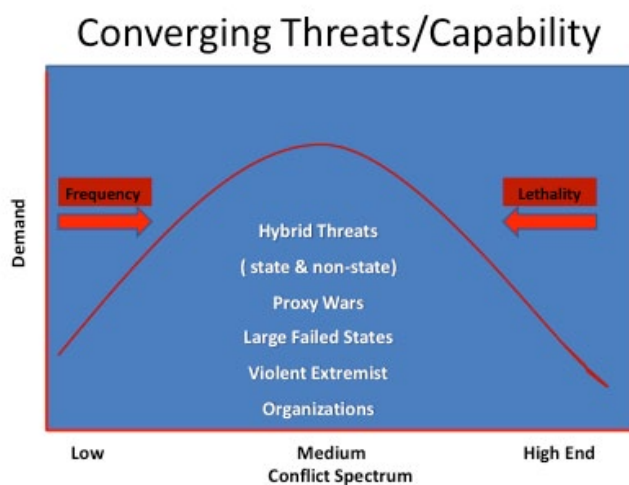 Converging Threats/Capability
Demand
Frequency
Lethality
Hybrid Threats
( state & non-state)
Proxy Wars
Large Failed States
Violent Extremist
Organizations
Low
Medium
High End
Conflict Spectrum